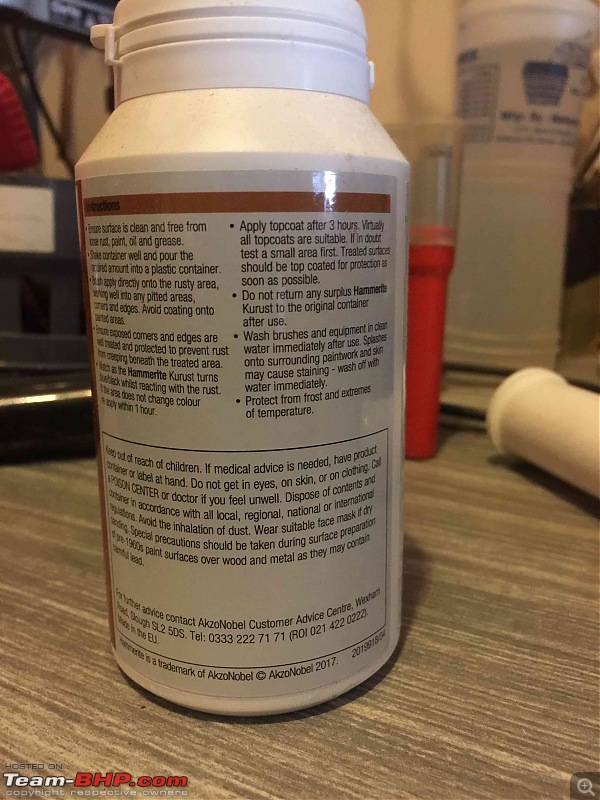 Instructions
• Ensure surface is clean and free from
loose rust, paint, oil and grease.
• Shake container well and pour the
required amount into a plastic container.
• Brush apply directly onto the rusty area,
working well into any pitted areas,
corners and edges. Avoid coating onto
painted areas.
• Ensure exposed corners and edges are
well treated and protected to prevent rust
from creeping beneath the treated area.
• Watch as the Hammerite Kurust turns
blue/black whilst reacting with the rust.
If the area does not change colour
re-apply within 1 hour.
• Apply topcoat after 3 hours. Virtually
all topcoats are suitable. If in doubt
test a small area first. Treated surfaces
should be top coated for protection as
soon as possible.
• Do not return any surplus Hammerite
Kurust to the original container
after use.
• Wash brushes and equipment in clean
water immediately after use. Splashes
onto surrounding paintwork and skin
may cause staining - wash off with
water immediately.
• Protect from frost and extremes
of temperature.
Keep out of reach of children. If medical advice is needed, have product
container or label at hand. Do not get in eyes, on skin, or on clothing. Call
a POISON CENTER or doctor if you feel unwell. Dispose of contents and
container in accordance with all local, regional, national or international
regulations. Avoid the inhalation of dust. Wear suitable face mask if dry
sanding. Special precautions should be taken during surface preparation
of pre-1960s paint surfaces over wood and metal as they may contain
harmful lead.
For further advice contact AkzoNobel Customer Advice Centre, Wexham
Road, Slough SL2 5DS. Tel: 0333 222 71 71 (ROI 021 422 0222).
Made in the EU.
Hammerite is a trademark of AkzoNobel © AkzoNobel 2017.
Mfg. By
HOSTED ON :
Team-BHP.com
copyright respective owners